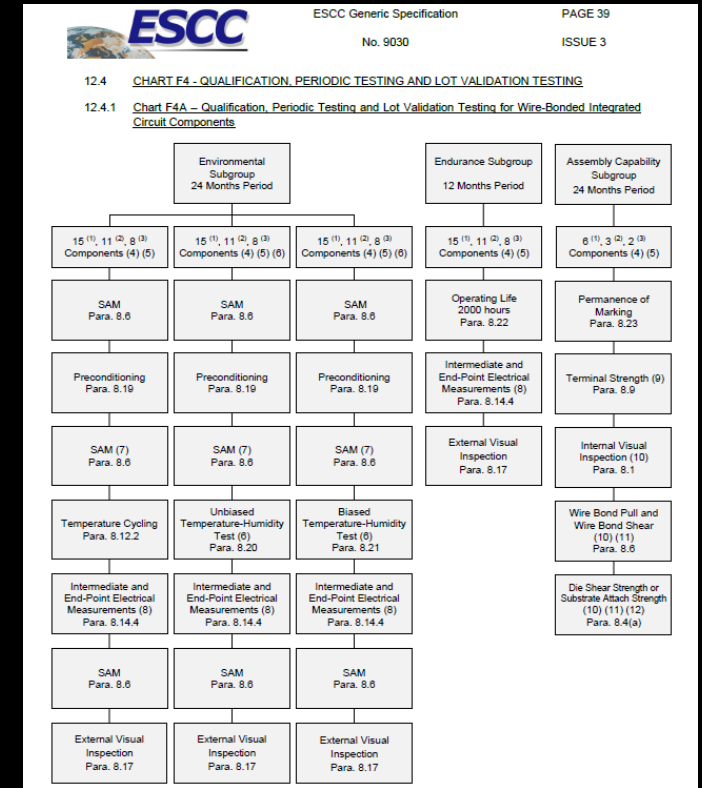 ESCC
ESCC Generic Specification
No. 9030
PAGE 39
ISSUE 3
12.4 CHART F4 - QUALIFICATION, PERIODIC TESTING AND LOT VALIDATION TESTING
12.4.1 Chart F4A – Qualification, Periodic Testing and Lot Validation Testing for Wire-Bonded Integrated
Circuit Components
Environmental
Subgroup
24 Months Period
15 (1), 11 (2), 8 (3)
Components (4) (5)
SAM
Para. 8.6
Preconditioning
Para. 8.19
SAM (7)
Para. 8.6
Temperature Cycling
Para. 8.12.2
Intermediate and
End-Point Electrical
Measurements (8)
Para. 8.14.4
SAM
Para. 8.6
External Visual
Inspection
Para. 8.17
15 (1), 11 (2), 8 (3)
Components (4) (5) (6)
SAM
Para. 8.6
Preconditioning
Para. 8.19
SAM (7)
Para. 8.6
Unbiased
Temperature-Humidity
Test (6)
Para. 8.20
Intermediate and
End-Point Electrical
Measurements (8)
Para. 8.14.4
SAM
Para. 8.6
External Visual
Inspection
Para. 8.17
15 (1), 11 (2), 8 (3)
Components (4) (5) (6)
SAM
Para. 8.6
Preconditioning
Para. 8.19
SAM (7)
Para. 8.6
Biased
Temperature-Humidity
Test (6)
Para. 8.21
Intermediate and
End-Point Electrical
Measurements (8)
Para. 8.14.4
SAM
Para. 8.6
External Visual
Inspection
Para. 8.17
Endurance Subgroup
12 Months Period
15 (1), 11 (2), 8 (3)
Components (4) (5)
Operating Life
2000 hours
Para. 8.22
Intermediate and
End-Point Electrical
Measurements (8)
Para. 8.14.4
External Visual
Inspection
Para. 8.17
Assembly Capability
Subgroup
24 Months Period
6 (1), 3 (2), 2 (3)
Components (4) (5)
Permanence of
Marking
Para. 8.23
Terminal Strength (9)
Para. 8.9
Internal Visual
Inspection (10)
Para. 8.1
Wire Bond Pull and
Wire Bond Shear
(10) (11)
Para. 8.6
Die Shear Strength or
Substrate Attach Strength
(10) (11) (12)
Para. 8.4(a)